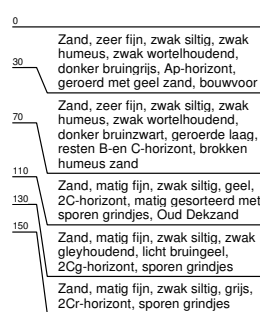 0
Zand, zeer fijn, zwak siltig, zwak
humeus, zwak wortelhoudend,
donker bruingrijs, Ap-horizont,
geroerd met geel zand, bouwvoor
30
Zand, zeer fijn, zwak siltig, zwak
humeus, zwak wortelhoudend,
donker bruinzwart, geroerde laag,
resten B-en C-horizont, brokken
humeus zand
70
Zand, matig fijn, zwak siltig, geel,
2C-horizont, matig gesorteerd met
sporen grindjes, Oud Dekzand
110
Zand, matig fijn, zwak siltig, zwak
gleyhoudend, licht bruingeel,
2Cg-horizont, sporen grindjes
130
Zand, matig fijn, zwak siltig, grijs,
2Cr-horizont, sporen grindjes
150